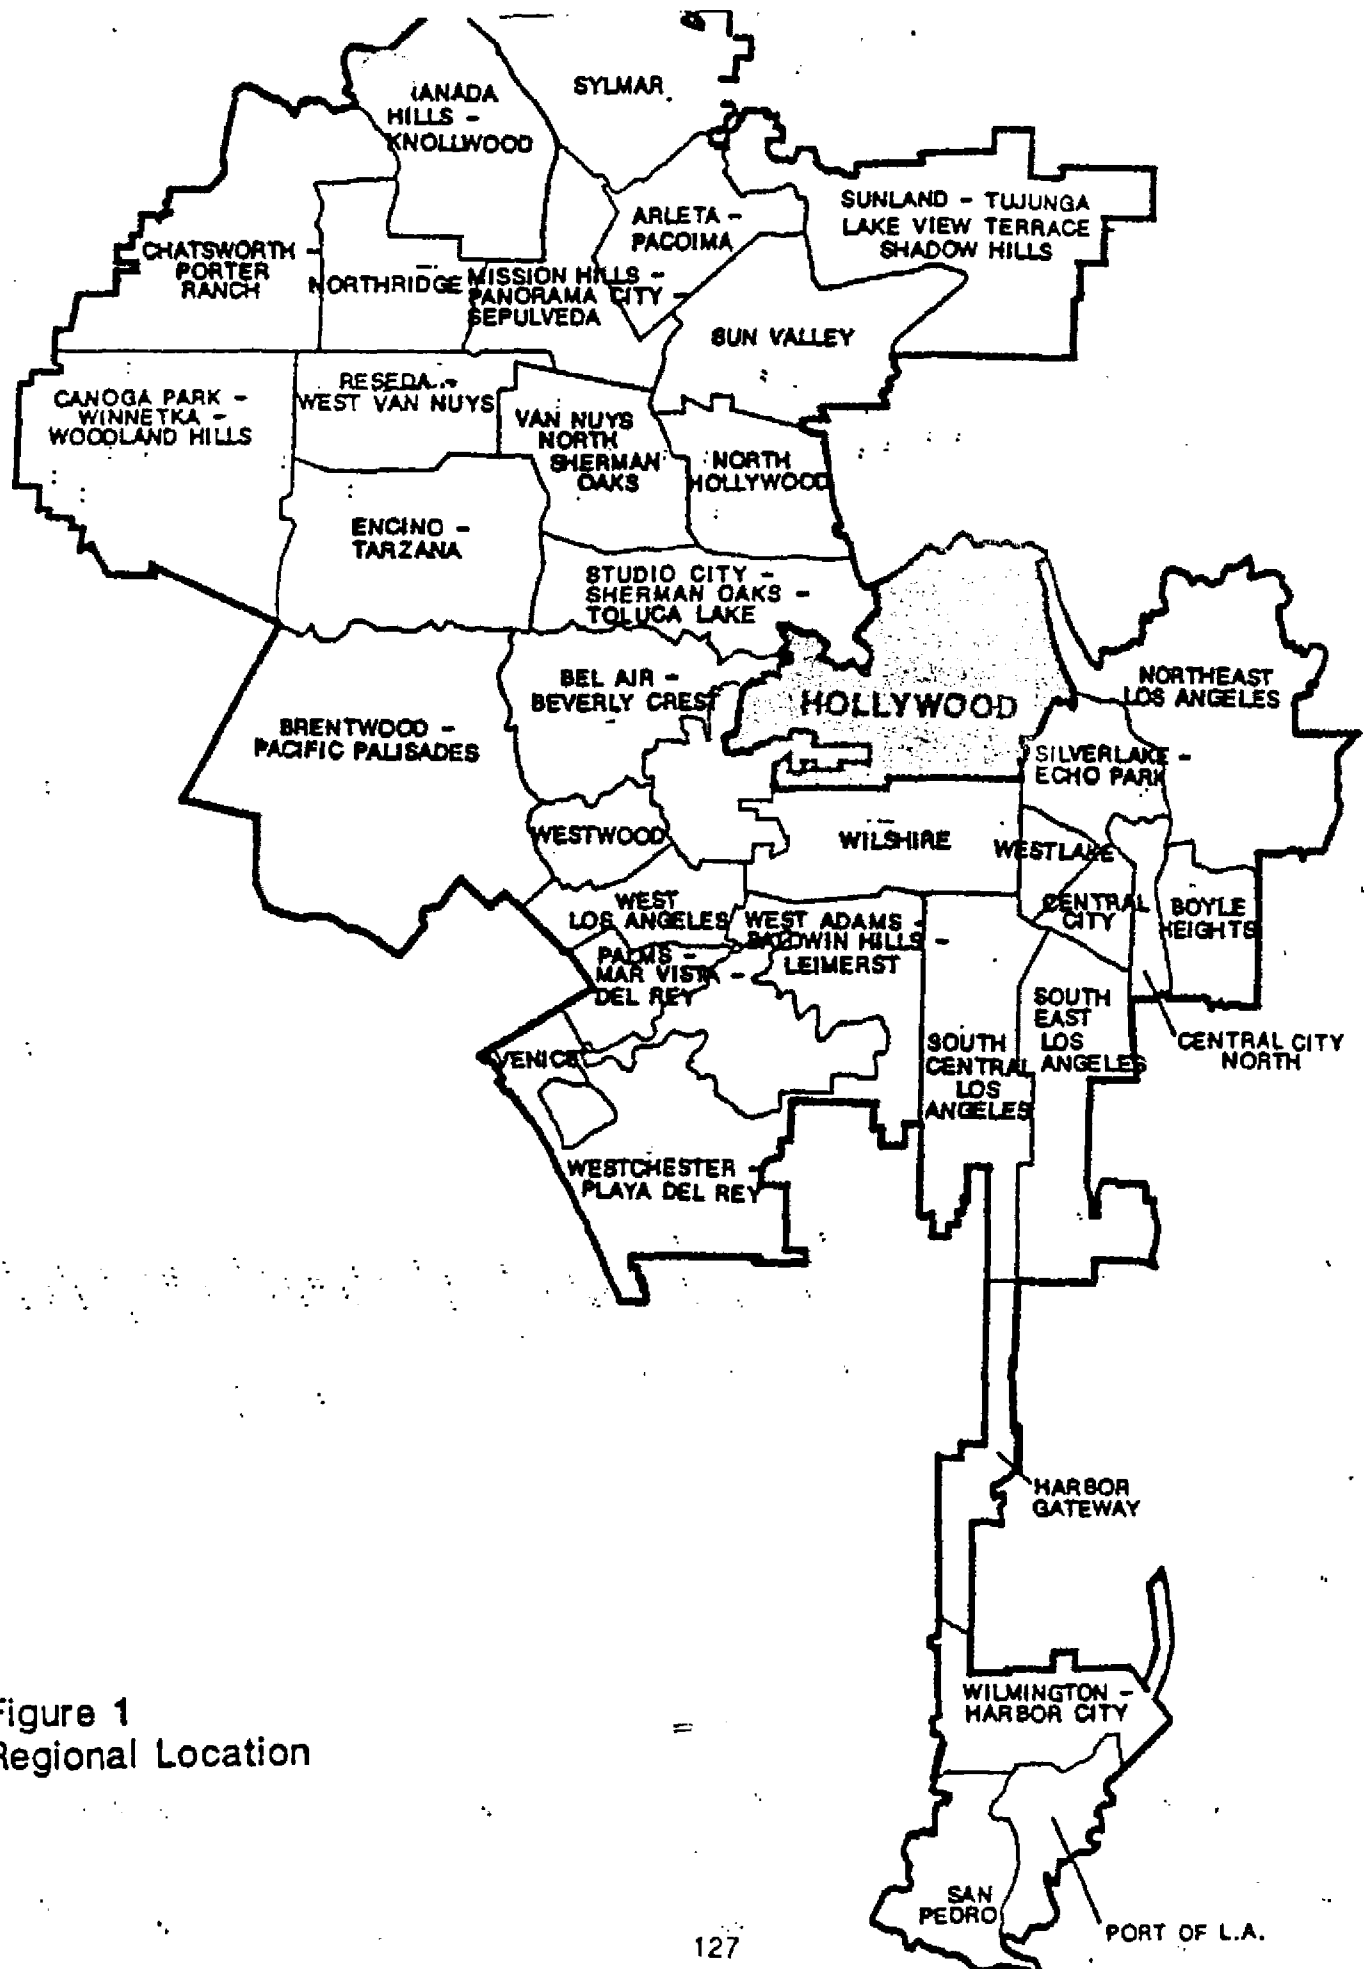 SYLMAR
HILLS -
KNOLLWOOD
SUNLAND - TUJUNGA
LAKE VIEW TERRACE -
SHADOW HILLS
ARLETA -
PACOIMA
CHATSWORTH -
PORTER
RANCH
NORTHRIDGE
MISSION HILLS -
PANORAMA CITY -
SEPULVEDA
SUN VALLEY
CANOGA PARK -
WINNETKA -
WOODLAND HILLS
RESEDA -
WEST VAN NUYS
VAN NUYS
NORTH
SHERMAN
OAKS
NORTH
HOLLYWOOD
ENCINO -
TARZANA
STUDIO CITY -
SHERMAN OAKS -
TOLUCA LAKE
BEL AIR -
BEVERLY CREST
HOLLYWOOD
NORTHEAST
LOS ANGELES
BRENTWOOD -
PACIFIC PALISADES
SILVERLAKE -
ECHO PARK
WESTWOOD
WILSHIRE
WESTLAKE
CENTRAL
CITY
BOYLE
HEIGHTS
WEST
LOS ANGELES
WEST ADAMS -
BALDWIN HILLS -
LEIMERST
PALMS -
MAR VISTA -
DEL REY
VENICE
SOUTH
CENTRAL
LOS
ANGELES
SOUTH
EAST
LOS
ANGELES
CENTRAL CITY
NORTH
WESTCHESTER -
PLAYA DEL REY
HARBOR
GATEWAY
WILMINGTON -
HARBOR CITY
Figure 1
Regional Location
SAN
PEDRO
PORT OF L.A.
127